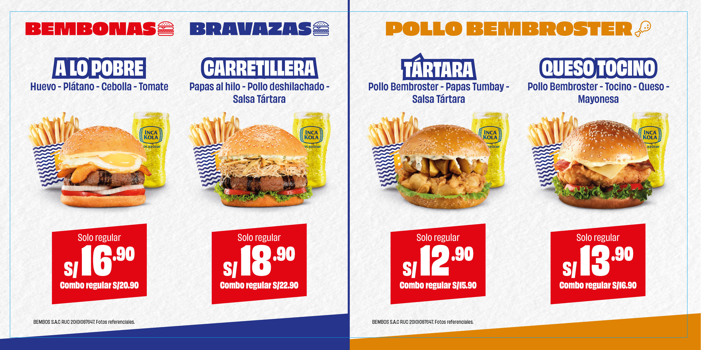 BEMBONAS
A LO POBRE
Huevo - Plátano - Cebolla - Tomate
INCA
KOLA
Solo regular
S/16.90
Combo regular S/20.90
BRAVAZAS
CARRETILLERA
Papas al hilo - Pollo deshilachado -
Salsa Tártara
INCA
KOLA
Solo regular
S/18.90
Combo regular S/22.90
BEMBOS S.A.C RUC 20101087647. Fotos referenciales.
POLLO BEMBROSTER
TÁRTARA
Pollo Bembroster - Papas Tumbay -
Salsa Tártara
INCA
KOLA
Solo regular
S/12.90
Combo regular S/15.90
QUESO TOCINO
Pollo Bembroster - Tocino - Queso -
Mayonesa
INCA
KOLA
Solo regular
S/13.90
Combo regular S/16.90
BEMBOS S.A.C RUC 20101087647. Fotos referenciales.